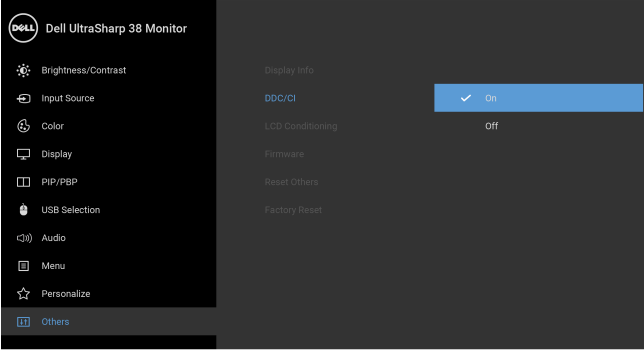 DELL
Dell UltraSharp 38 Monitor
Brightness/Contrast
Input Source
Color
Display
PIP/PBP
USB Selection
Audio
Menu
Personalize
Others
Display Info
DDC/CI
LCD Conditioning
Firmware
Reset Others
Factory Reset
On
Off